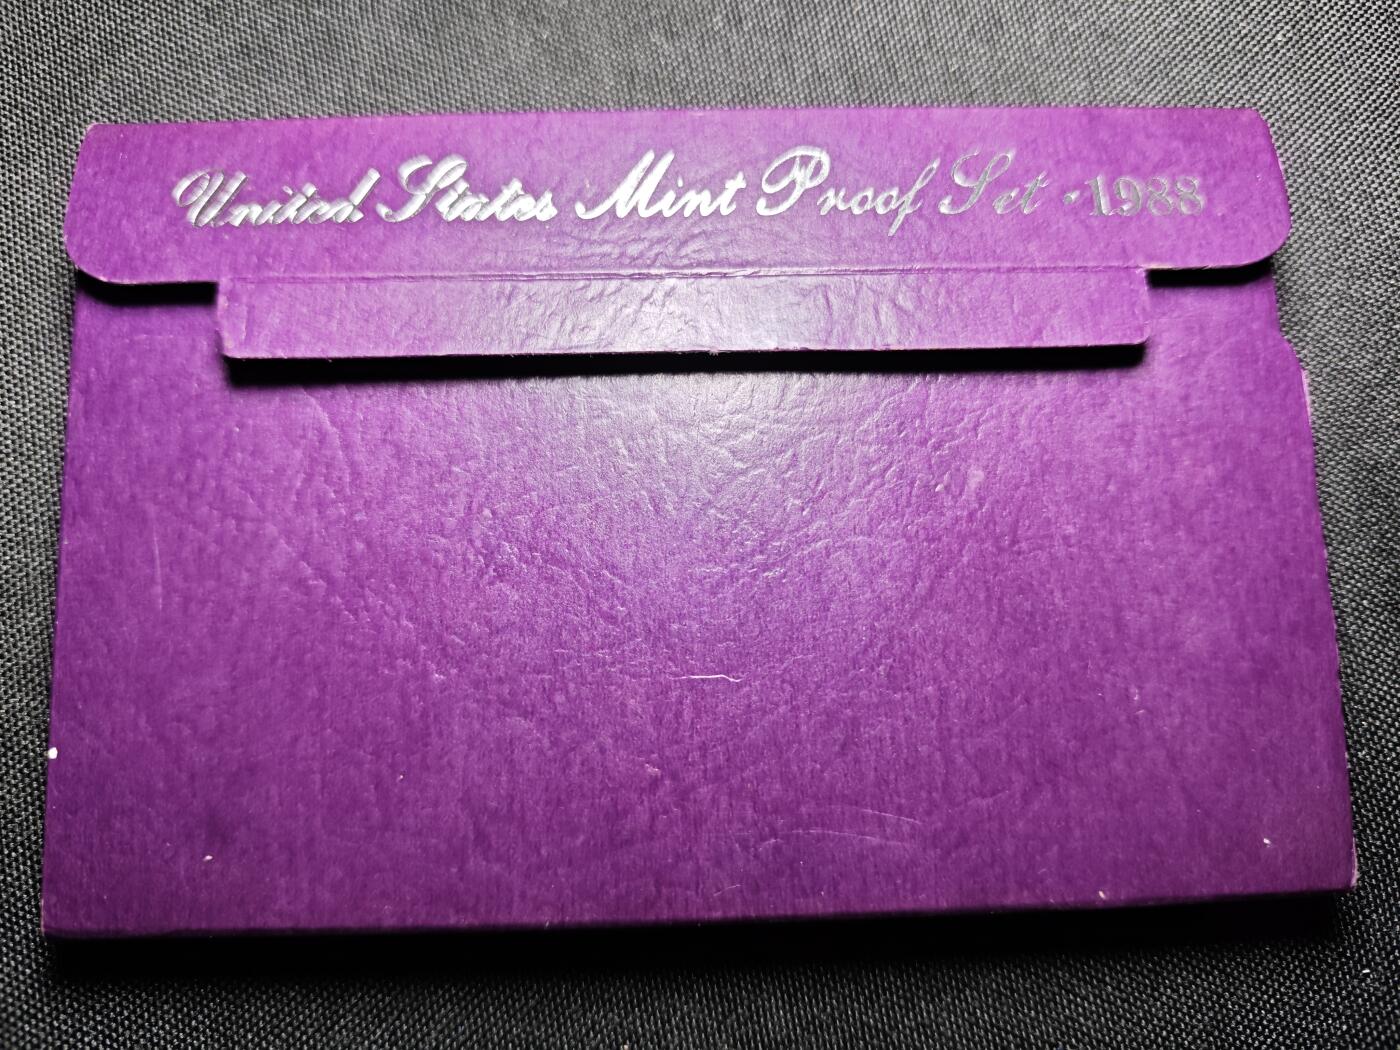 United States Mint Proof Set · 1988